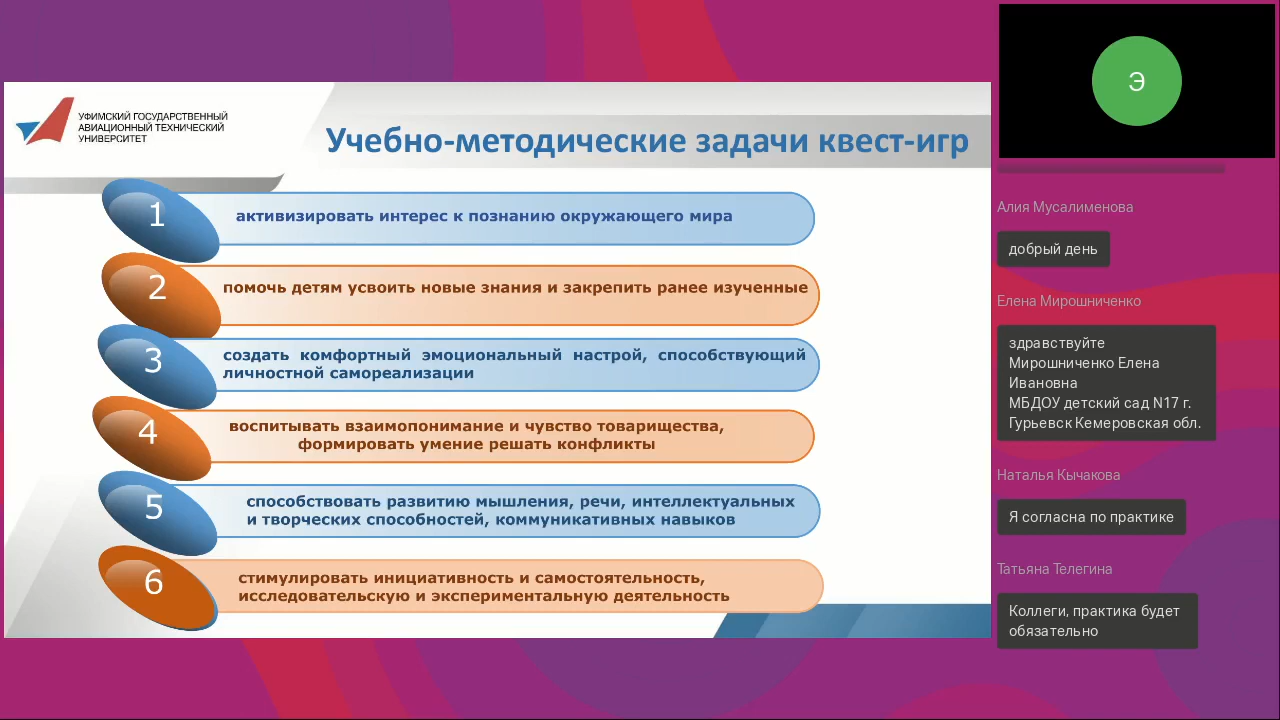 УФИМСКИЙ ГОСУДАРСТВЕННЫЙ
АВИАЦИОННЫЙ ТЕХНИЧЕСКИЙ
УНИВЕРСИТЕТ
Учебно-методические задачи квест-игр
1
активизировать интерес к познанию окружающего мира
2
помочь детям усвоить новые знания и закрепить ранее изученные
3
создать комфортный эмоциональный настрой, способствующий
личностной самореализации
4
воспитывать взаимопонимание и чувство товарищества,
формировать умение решать конфликты
5
способствовать развитию мышления, речи, интеллектуальных
и творческих способностей, коммуникативных навыков
6
стимулировать инициативность и самостоятельность,
исследовательскую и экспериментальную деятельность
Э
Алия Мусалименова
добрый день
Елена Мирошниченко
здравствуйте
Мирошниченко Елена
Ивановна
МБДОУ детский сад N17 г.
Гурьевск Кемеровская обл.
Наталья Кычакова
Я согласна по практике
Татьяна Телегина
Коллеги, практика будет
обязательно